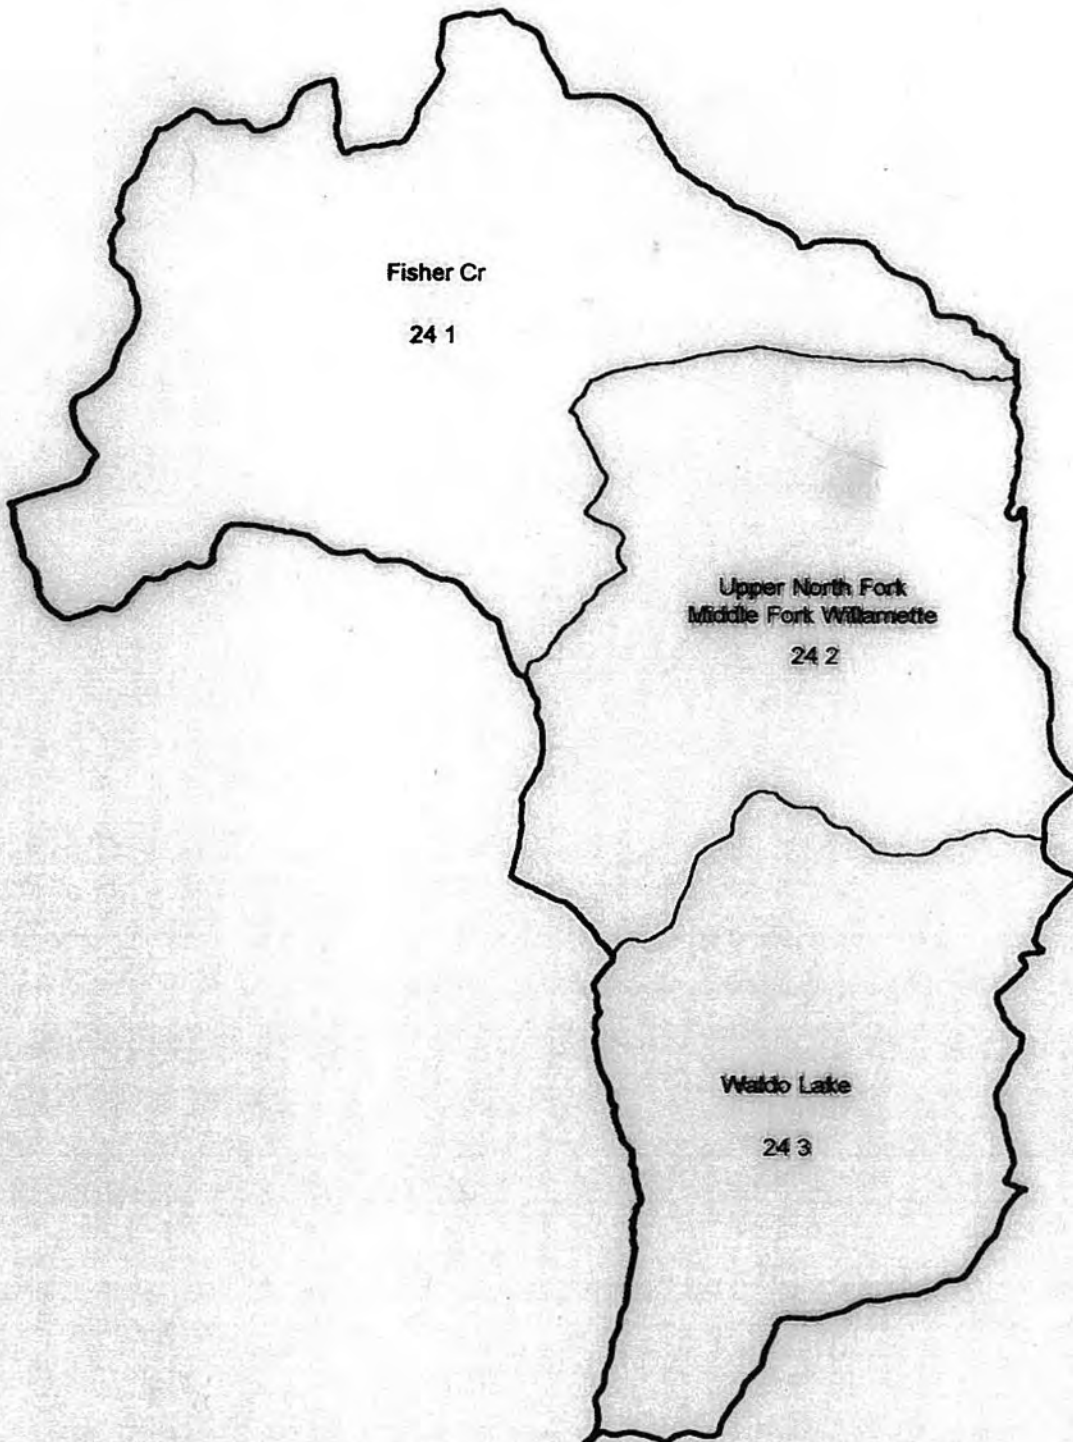 Fisher Cr
24 1
Upper North Fork
Middle Fork Willamette
24 2
Waldo Lake
24 3